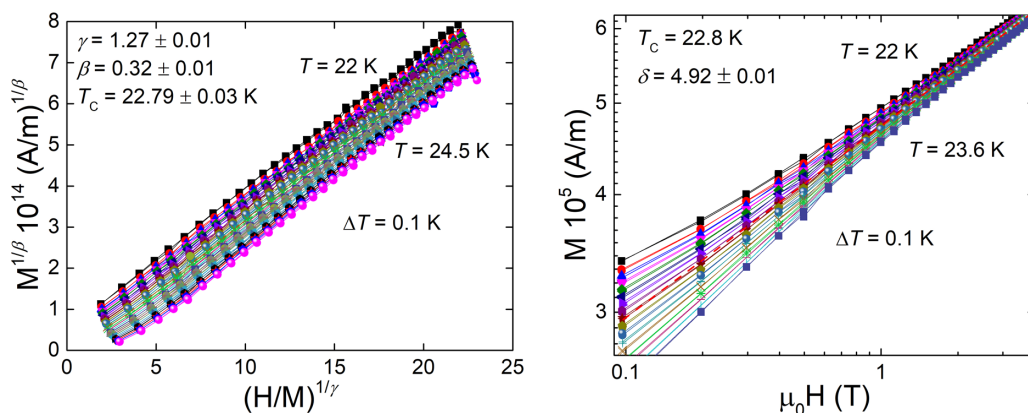 γ = 1.27 ± 0.01
β = 0.32 ± 0.01
T_C = 22.79 ± 0.03 K
T = 22 K
T = 24.5 K
ΔT = 0.1 K
M^{1/β} 10^{14} (A/m)^{1/β}
8
7
6
5
4
3
2
1
0
0 5 10 15 20 25
(H/M)^{1/γ}
T_C = 22.8 K
δ = 4.92 ± 0.01
T = 22 K
T = 23.6 K
ΔT = 0.1 K
M 10^5 (A/m)
6
5
4
3
0.1 1
μ_0H (T)